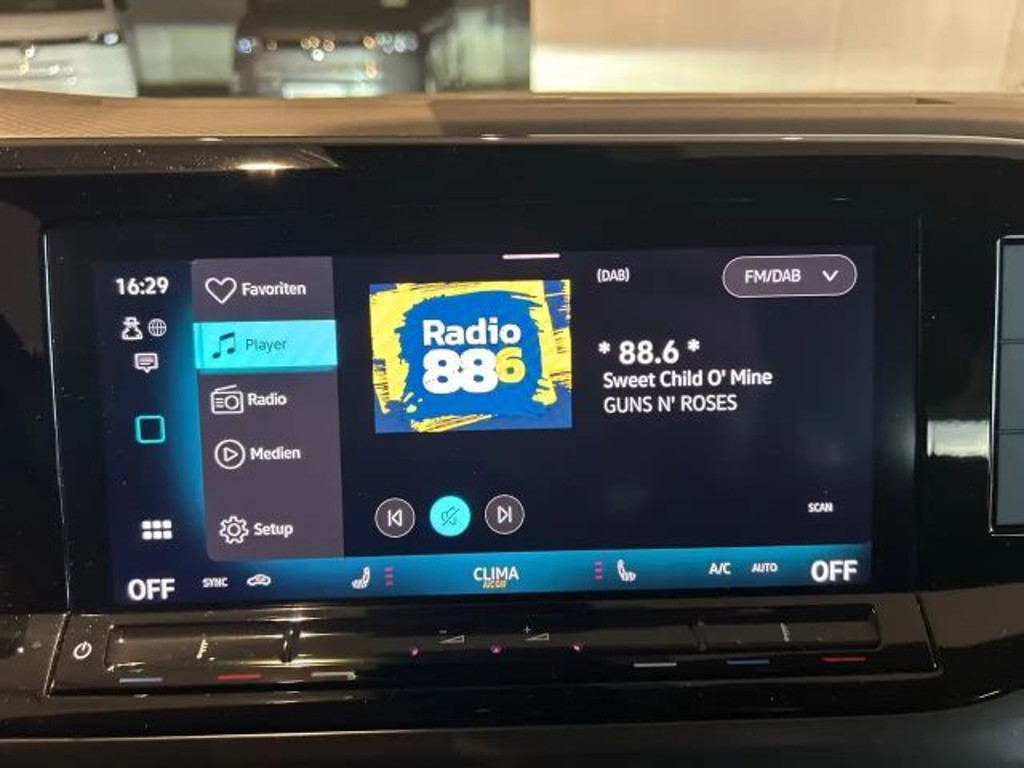 16:29
Favoriten
Player
Radio
Medien
Setup
Radio
886
(DAB)
FM/DAB
* 88.6 *
Sweet Child O' Mine
GUNS N' ROSES
SCAN
OFF
SYNC
CLIMA
A/C
AUTO
OFF